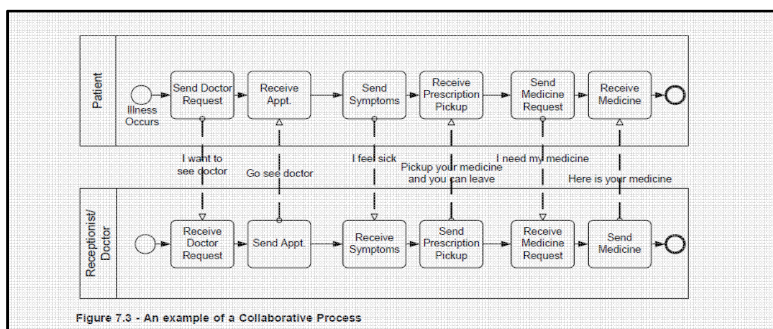 Patient
Illness
Occurs
Send Doctor
Request
Receive
Appt.
Send
Symptoms
Receive
Prescription
Pickup
Send
Medicine
Request
Receive
Medicine
I want to
see doctor
Go see doctor
I feel sick
Pickup your medicine
and you can leave
I need my medicine
Here is your medicine
Receptionist/
Doctor
Receive
Doctor
Request
Send Appt.
Receive
Symptoms
Send
Prescription
Pickup
Receive
Medicine
Request
Send
Medicine
Figure 7.3 - An example of a Collaborative Process